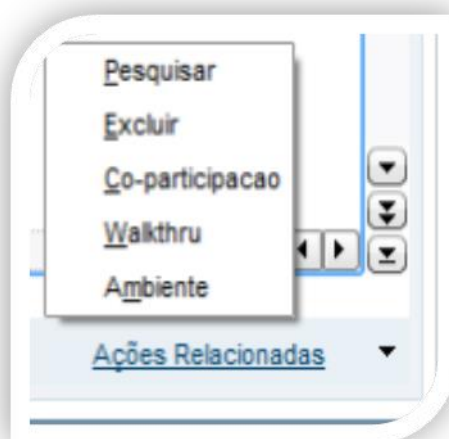 Pesquisar
Excluir
Co-participacao
Walkthru
Ambiente
Ações Relacionadas